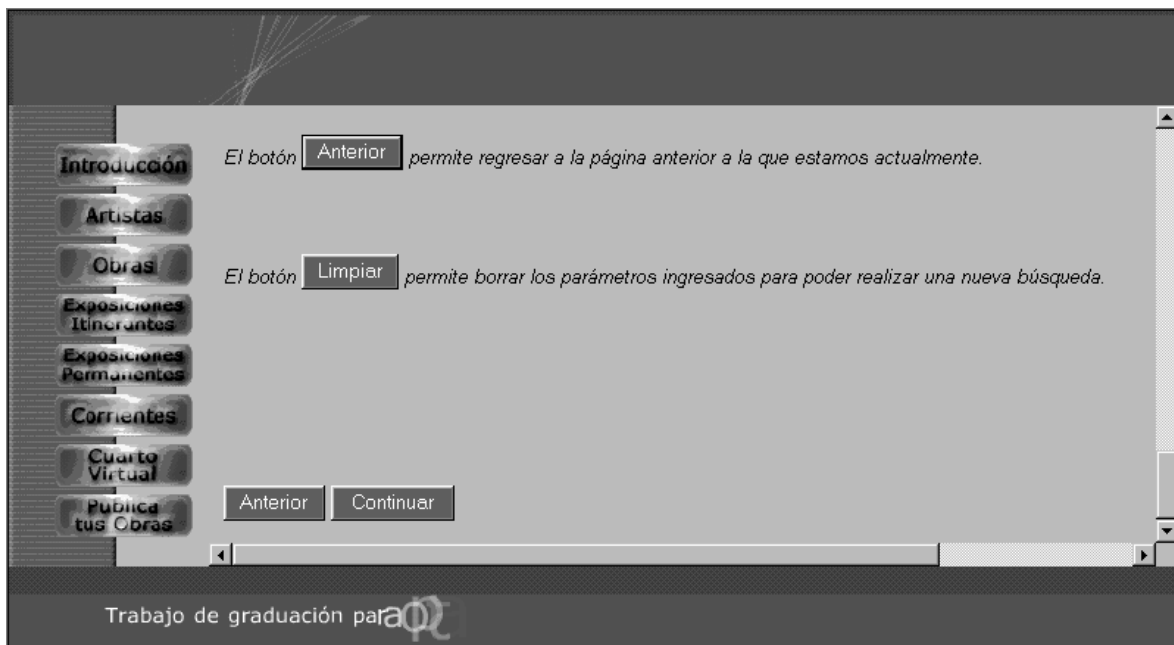 Introducción
Artistas
Obras
Exposiciones
Itinerantes
Exposiciones
Permanentes
Corrientes
Cuarto
Virtual
Publica
tus Obras
El botón Anterior permite regresar a la página anterior a la que estamos actualmente.
El botón Limpiar permite borrar los parámetros ingresados para poder realizar una nueva búsqueda.
Anterior Continuar
Trabajo de graduación para